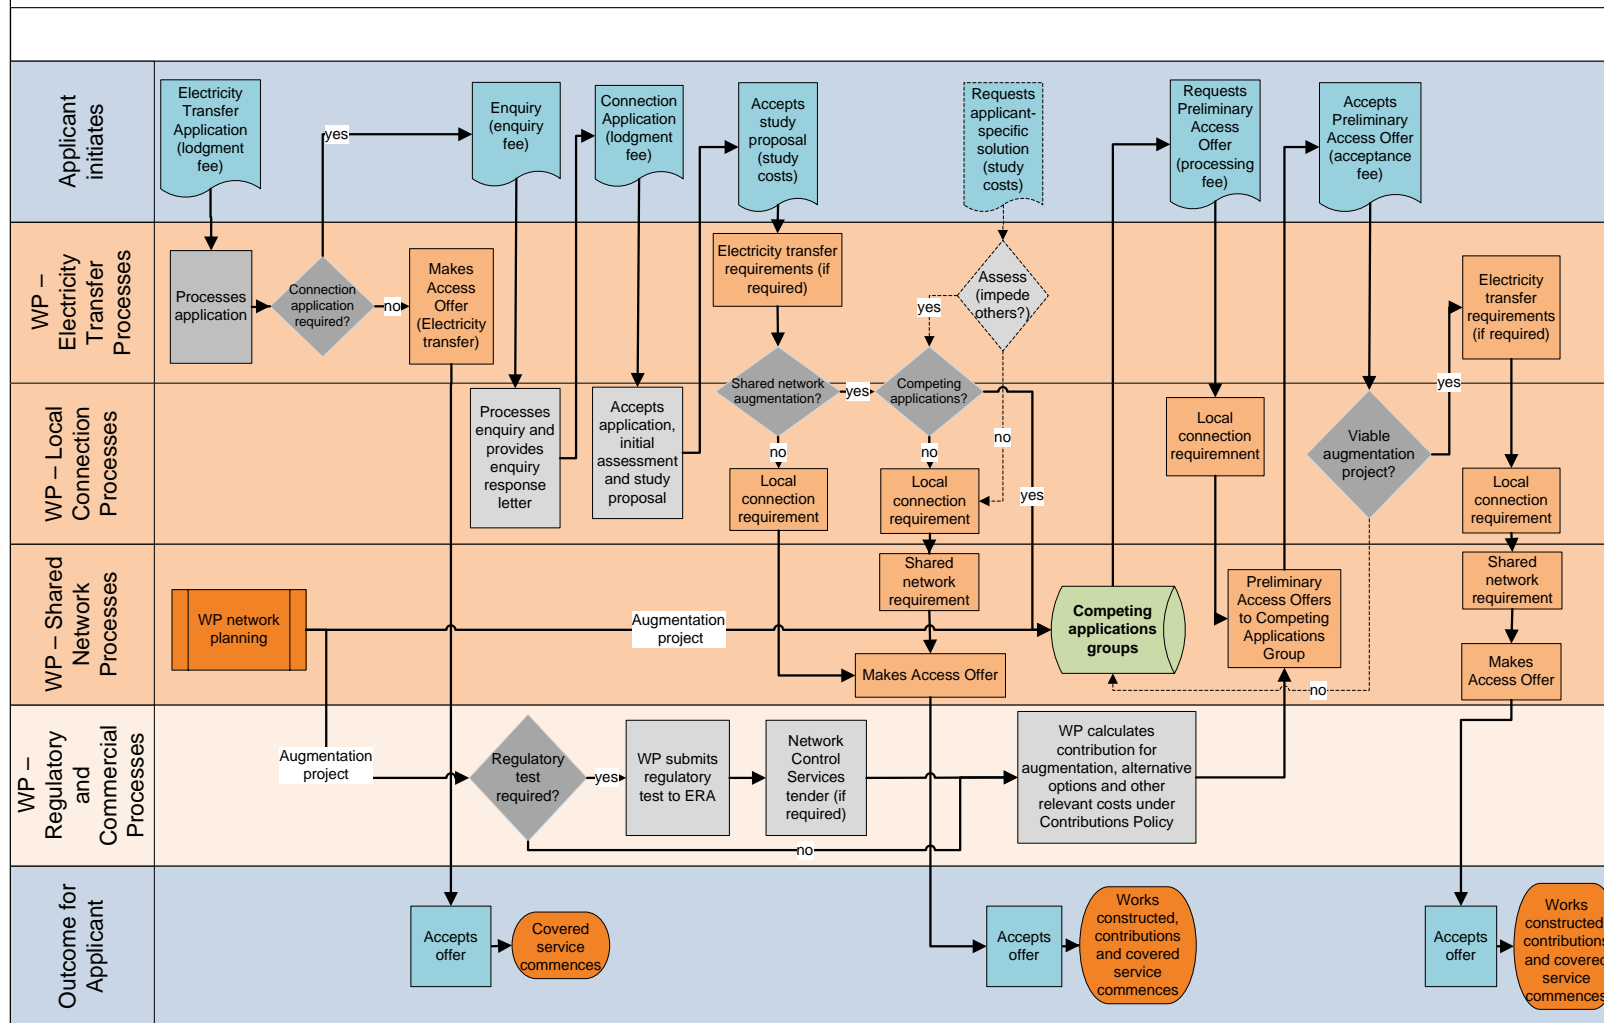 Applicant
initiates
Electricity
Transfer
Application
(lodgment
fee)
yes
Enquiry
(enquiry
fee)
Connection
Application
(lodgment
fee)
Accepts
study
proposal
(study
costs)
Requests
applicant-
specific
solution
(study
costs)
Requests
Preliminary
Access
Offer
(processing
fee)
Accepts
Preliminary
Access Offer
(acceptance
fee)
WP –
Electricity
Transfer
Processes
Processes
application
Connection
application
required?
no
Makes
Access
Offer
(Electricity
transfer)
Electricity transfer
requirements (if
required)
Assess
(impede
others?)
yes
Electricity
transfer
requirements
(if required)
Shared network
augmentation?
yes
Competing
applications?
yes
WP – Local
Connection
Processes
Processes
enquiry and
provides
enquiry
response
letter
Accepts
application,
initial
assessment
and study
proposal
no
Local
connection
requirement
no
no
Local
connection
requirement
yes
Local
connection
requiremnent
Viable
augmentation
project?
Local
connection
requirement
WP – Shared
Network
Processes
WP network
planning
Augmentation
project
Shared
network
requirement
Makes Access Offer
Competing
applications
groups
Preliminary
Access Offers
to Competing
Applications
Group
no
Shared
network
requirement
Makes
Access Offer
WP –
Regulatory
and
Commercial
Processes
Augmentation
project
Regulatory
test
required?
yes
WP submits
regulatory
test to ERA
Network
Control
Services
tender (if
required)
no
WP calculates
contribution for
augmentation, alternative
options and other
relevant costs under
Contributions Policy
Outcome for
Applicant
Accepts
offer
Covered
service
commences
Accepts
offer
Works
constructed,
contributions
and covered
service
commences
Accepts
offer
Works
constructed,
contributions
and covered
service
commences